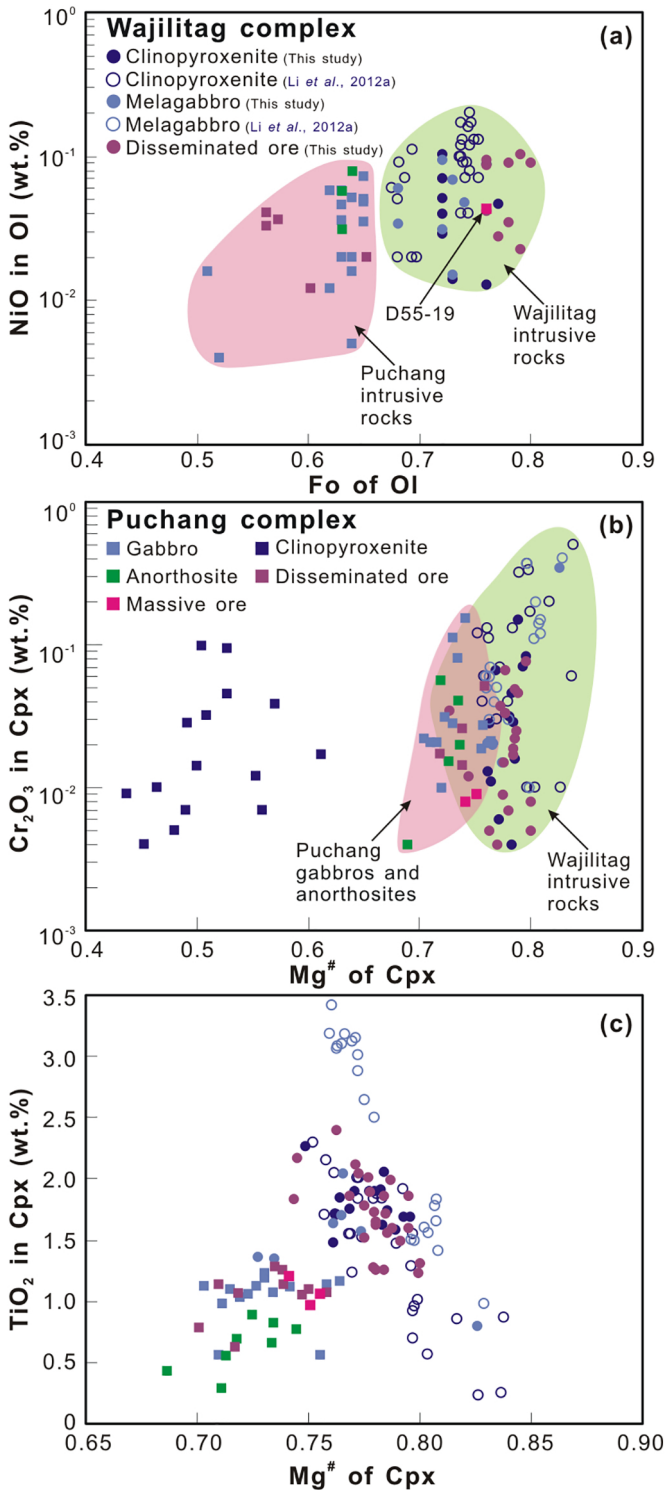 10⁰
Wajilitag complex
(a)
Clinopyroxenite (This study)
Clinopyroxenite (Li et al., 2012a)
Melagabbro (This study)
Melagabbro (Li et al., 2012a)
Disseminated ore (This study)
10⁻¹
NiO in Ol (wt.%)
10⁻²
D55-19
Wajilitag
intrusive
rocks
Puchang
intrusive
rocks
10⁻³
0.4 0.5 0.6 0.7 0.8 0.9
Fo of Ol
10⁰
Puchang complex
(b)
Gabbro
Clinopyroxenite
Anorthosite
Disseminated ore
Massive ore
10⁻¹
Cr₂O₃ in Cpx (wt.%)
10⁻²
Puchang
gabbros and
anorthosites
Wajilitag
intrusive
rocks
10⁻³
0.4 0.5 0.6 0.7 0.8 0.9
Mg# of Cpx
3.5
(c)
3.0
2.5
2.0
TiO₂ in Cpx (wt.%)
1.5
1.0
0.5
0
0.65 0.70 0.75 0.80 0.85 0.90
Mg# of Cpx